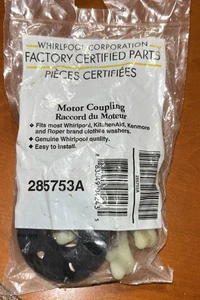 WHIRLPOOL CORPORATION
FACTORY CERTIFIED PARTS
PIÈCES CERTIFIÉES
Motor Coupling
Raccord du Moteur
♦ Fits most Whirlpool, KitchenAid, Kenmore
and Roper brand clothes washers.
♦ Genuine Whirlpool quality.
♦ Easy to install.
285753A